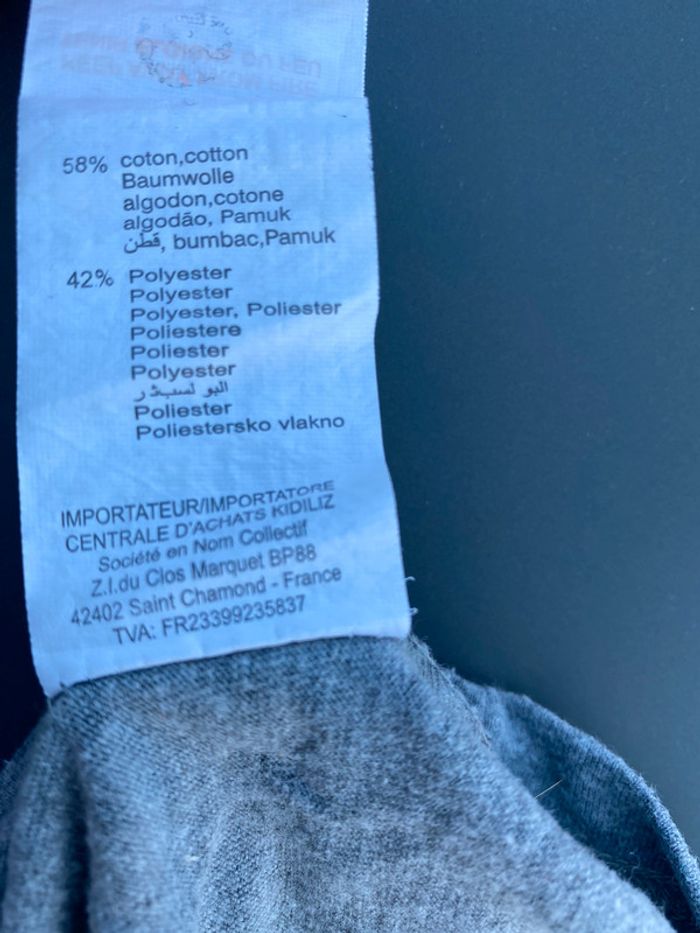 58% coton,cotton
Baumwolle
algodon,cotone
algodão, Pamuk
قطن, bumbac,Pamuk
42% Polyester
Polyester
Polyester, Poliester
Poliestere
Poliester
Polyester
البو لستر
Poliester
Poliestersko vlakno
IMPORTATEUR/IMPORTATORE
CENTRALE D'ACHATS KIDILIZ
Société en Nom Collectif
Z.I.du Clos Marquet BP88
42402 Saint Chamond - France
TVA: FR23399235837